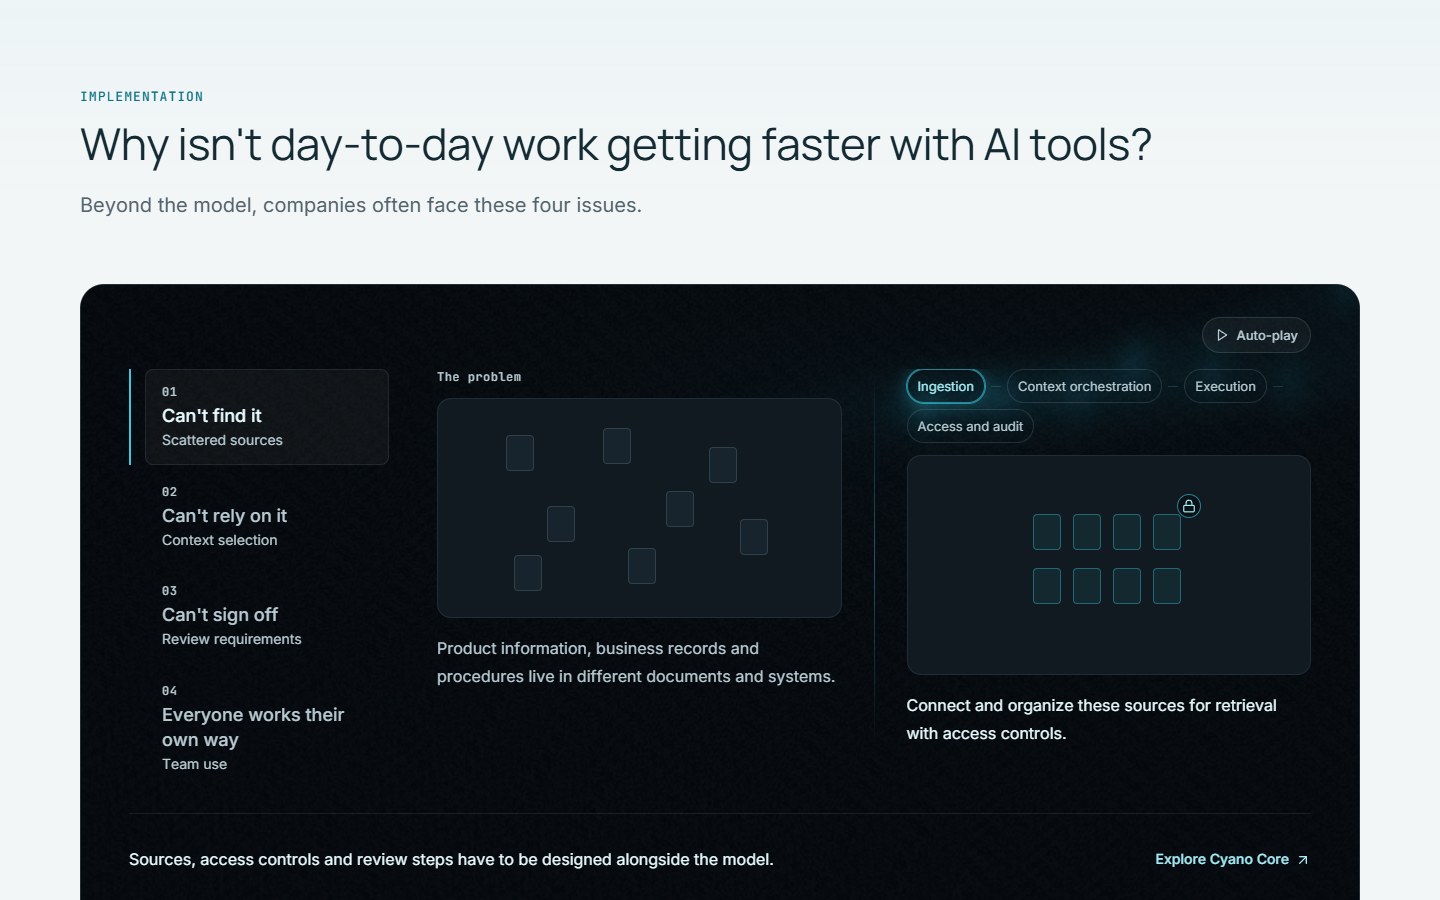 IMPLEMENTATION
Why isn't day-to-day work getting faster with AI tools?
Beyond the model, companies often face these four issues.
Auto-play
01
Can't find it
Scattered sources
02
Can't rely on it
Context selection
03
Can't sign off
Review requirements
04
Everyone works their
own way
Team use
The problem
Product information, business records and
procedures live in different documents and systems.
Ingestion
Context orchestration
Execution
Access and audit
Connect and organize these sources for retrieval
with access controls.
Sources, access controls and review steps have to be designed alongside the model.
Explore Cyano Core